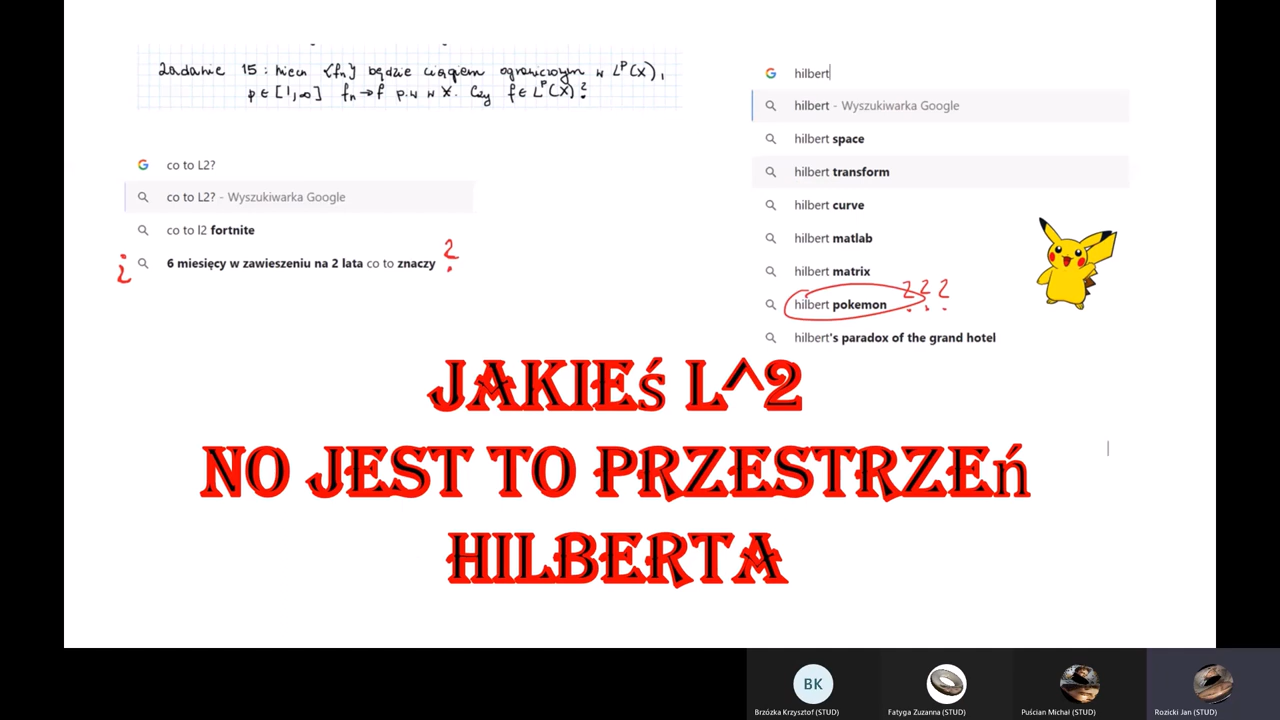 Zadanie 15: niech {fn} będzie ciągiem ograniczonym w L^p(X),
p ∈ [1,∞] fn → f p.w w X. Czy f ∈ L^p(X)?
co to L2?
co to L2? - Wyszukiwarka Google
co to l2 fortnite
¿ 6 miesięcy w zawieszeniu na 2 lata co to znaczy ?
hilbert
hilbert - Wyszukiwarka Google
hilbert space
hilbert transform
hilbert curve
hilbert matlab
hilbert matrix
hilbert pokemon ???
hilbert's paradox of the grand hotel
JAKIEś L^2
NO JEST TO PRZESTRZEń
HILBERTA
BK
Brzózka Krzysztof (STUD)
Fatyga Zuzanna (STUD)
Puścian Michał (STUD)
Rozicki Jan (STUD)